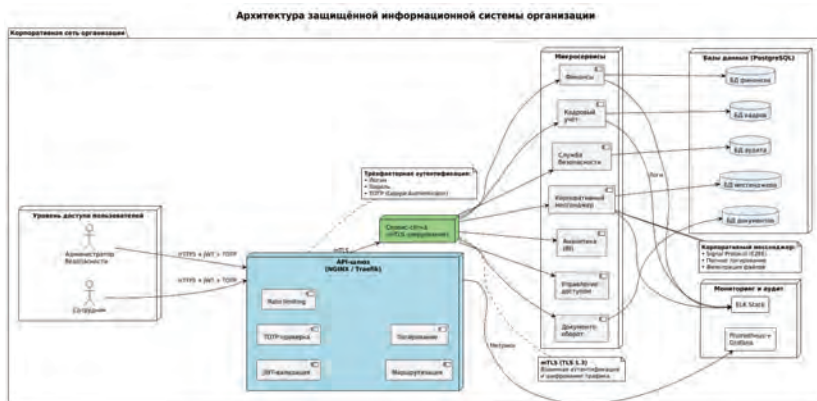 Архитектура защищённой информационной системы организации
Корпоративная сеть организации
Уровень доступа пользователей
Администратор
Безопасности
Сотрудник
HTTPS + JWT + TOTP
HTTPS + JWT + TOTP
Трёхфакторная аутентификация:
• Логин
• Пароль
• TOTP (Google Authenticator)
API-шлюз
(NGINX / Traefik)
Rate limiting
TOTP-проверка
Логирование
JWT-валидация
Маршрутизация
mTLS
Сервис-сетка
(mTLS шифрование)
Микросервисы
Финансы
Кадровый
учёт
Служба
безопасности
Корпоративный
мессенджер
Аналитика
(BI)
Управление
доступом
Документо
оборот
mTLS (TLS 1.3)
Взаимная аутентификация
и шифрование трафика
Логи
Метрики
Базы данных (PostgreSQL)
БД финансов
БД кадров
БД аудита
БД мессенджера
БД документов
Корпоративный мессенджер:
• Signal Protocol (E2EE)
• Полное логирование
• Фильтрация файлов
Мониторинг и аудит
ELK Stack
Prometheus +
Grafana